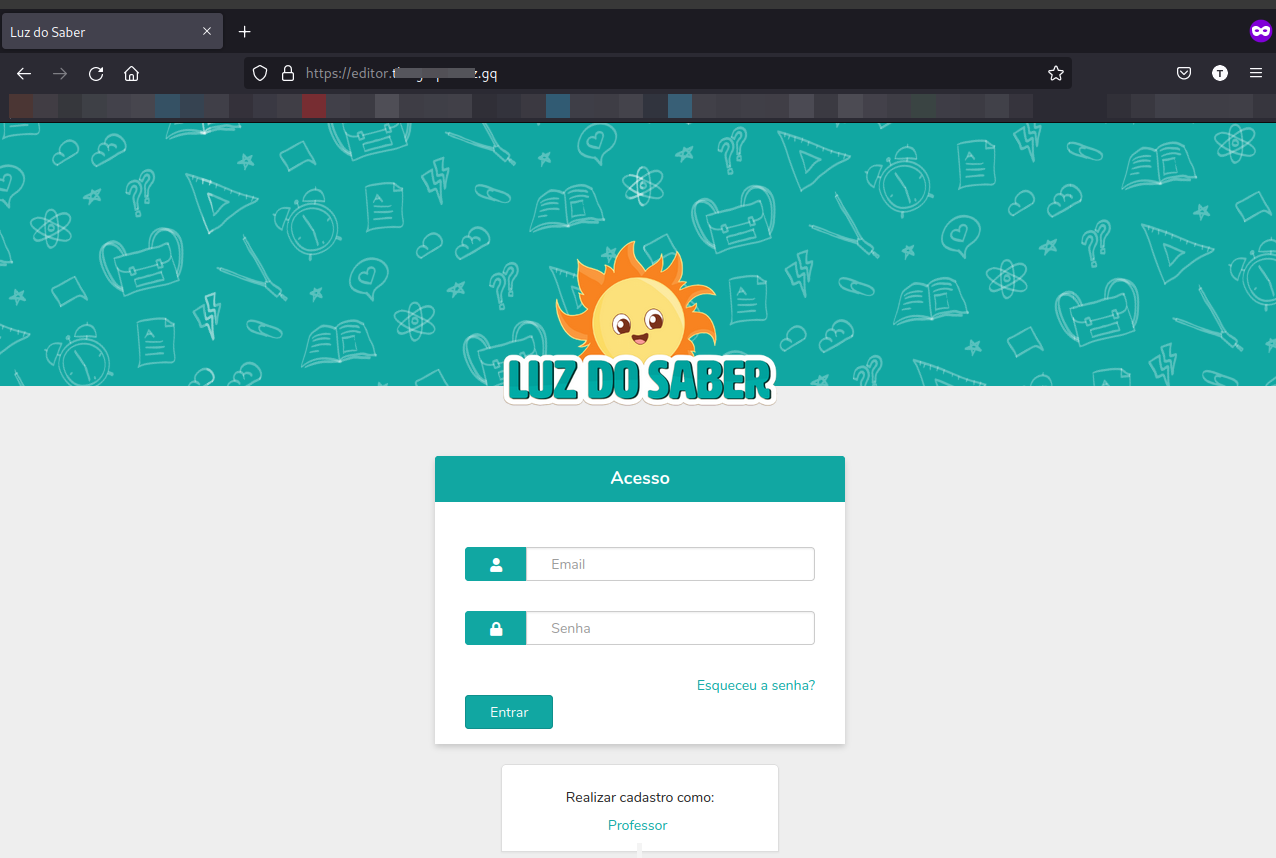 Luz do Saber
https://editor.
.gq
T
LUZ DO SABER
Acesso
Email
Senha
Esqueceu a senha?
Entrar
Realizar cadastro como:
Professor